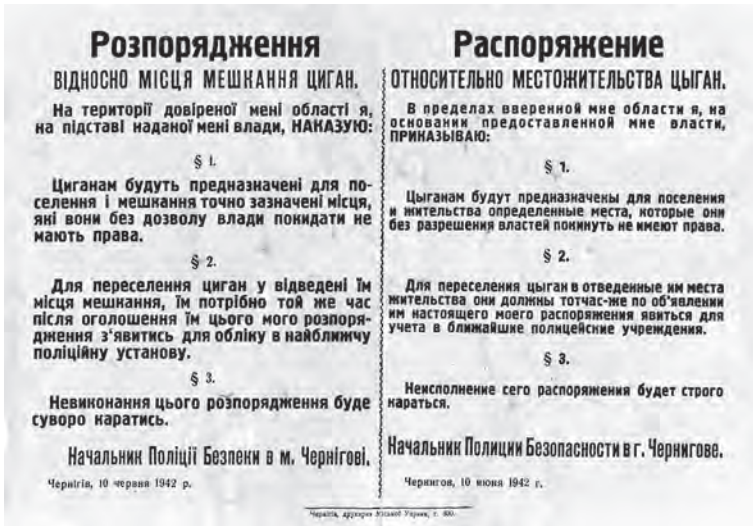 Розпорядження
ВІДНОСНО МІСЦЯ МЕШКАННЯ ЦИГАН.
На території довіреної мені області я,
на підставі наданої мені влади, НАКАЗУЮ:
§ 1.
Циганам будуть предназначені для по-
селення і мешкання точно зазначені місця,
які вони без дозволу влади покидати не
мають права.
§ 2.
Для переселення циган у відведені їм
місця мешкання, їм потрібно той же час
після оголошення їм цього мого розпоря-
дження з'явитись для обліку в найближчу
поліційну установу.
§ 3.
Невиконання цього розпорядження буде
суворо каратись.
Начальник Поліції Безпеки в м. Чернігові.
Чернігів, 10 червня 1942 р.
Распоряжение
ОТНОСИТЕЛЬНО МЕСТОЖИТЕЛЬСТВА ЦЫГАН.
В пределах вверенной мне области я, на
основании предоставленной мне власти,
ПРИКАЗЫВАЮ:
§ 1.
Цыганам будут предназначены для поселения
и жительства определенные места, которые они
без разрешения властей покинуть не имеют права.
§ 2.
Для переселения цыган в отведенные им места
жительства они должны тотчас-же по об'явлении
им настоящего моего распоряжения явиться для
учета в ближайшие полицейские учреждения.
§ 3.
Неисполнение сего распоряжения будет строго
караться.
Начальник Полиции Безопасности в г. Чернигове.
Чернигов, 10 июня 1942 г.
Чернігів, друкарня